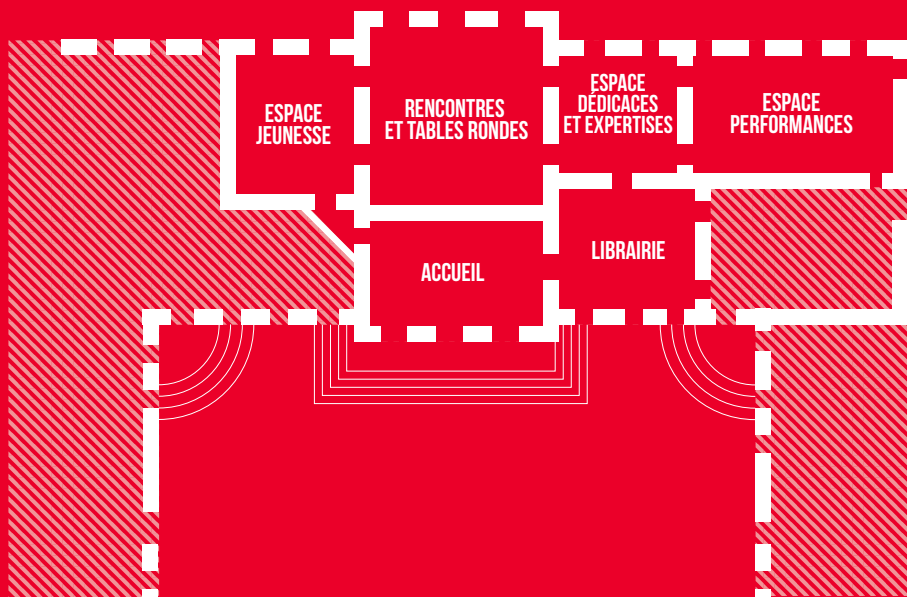 ESPACE
JEUNESSE
RENCONTRES
ET TABLES RONDES
ESPACE
DÉDICACES
ET EXPERTISES
ESPACE
PERFORMANCES
ACCUEIL
LIBRAIRIE